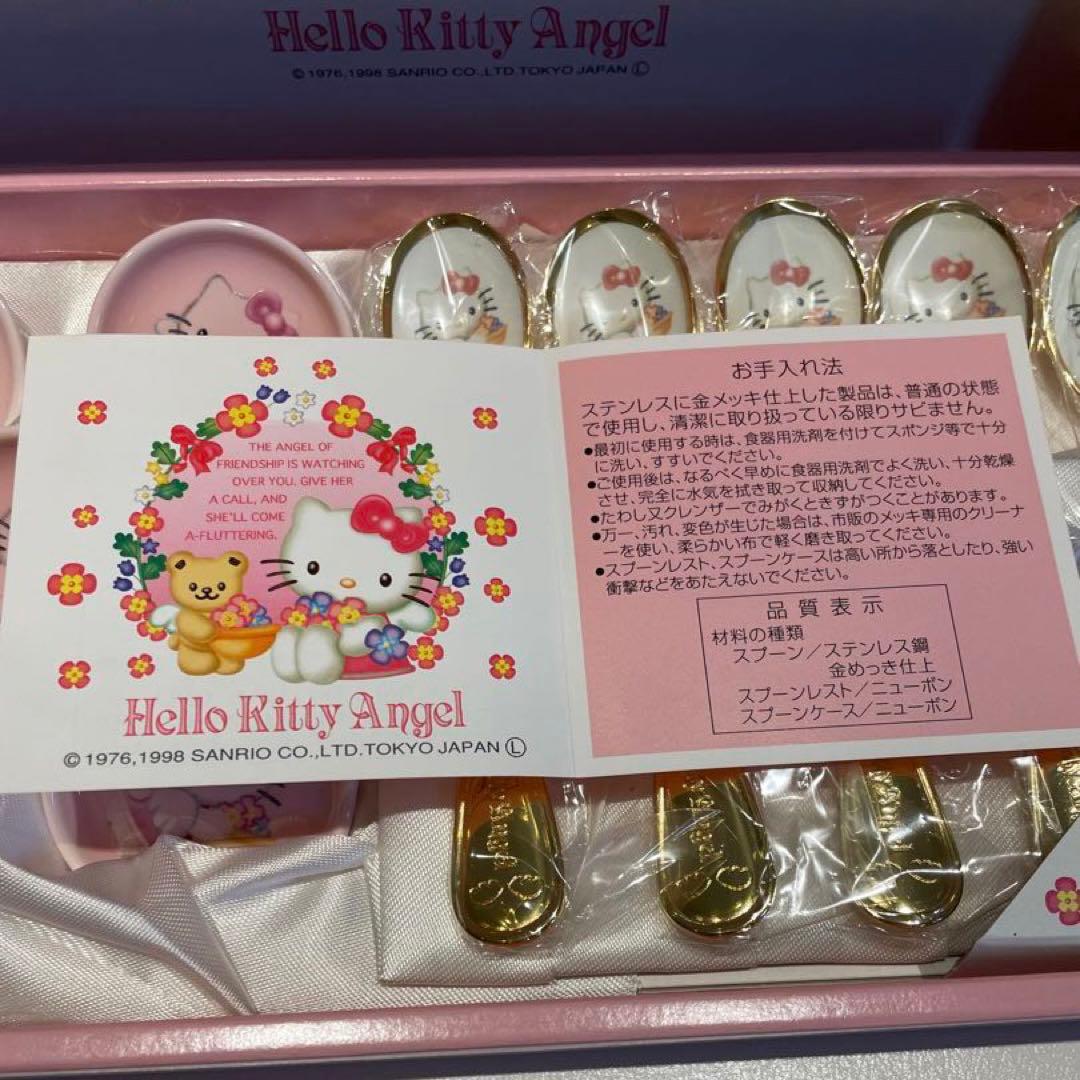 Hello Kitty Angel
© 1976,1998 SANRIO CO.,LTD.TOKYO JAPAN Ⓛ
THE ANGEL OF
FRIENDSHIP IS WATCHING
OVER YOU. GIVE HER
A CALL, AND
SHE'LL COME
A-FLUTTERING.
Hello Kitty Angel
© 1976,1998 SANRIO CO.,LTD.TOKYO JAPAN Ⓛ
お手入れ法
ステンレスに金メッキ仕上した製品は、普通の状態
で使用し、清潔に取り扱っている限りサビません。
●最初に使用する時は、食器用洗剤を付けてスポンジ等で十分
に洗い、すすいでください。
●ご使用後は、なるべく早めに食器用洗剤でよく洗い、十分乾燥
させ、完全に水気を拭き取って収納してください。
●たわし又クレンザーでみがくときずがつくことがあります。
●万一、汚れ、変色が生じた場合は、市販のメッキ専用のクリーナ
ーを使い、柔らかい布で軽く磨き取ってください。
●スプーンレスト、スプーンケースは高い所から落としたり、強い
衝撃などをあたえないでください。
品質表示
材料の種類
スプーン/ステンレス鋼
金めっき仕上
スプーンレスト/ニューボン
スプーンケース/ニューボン